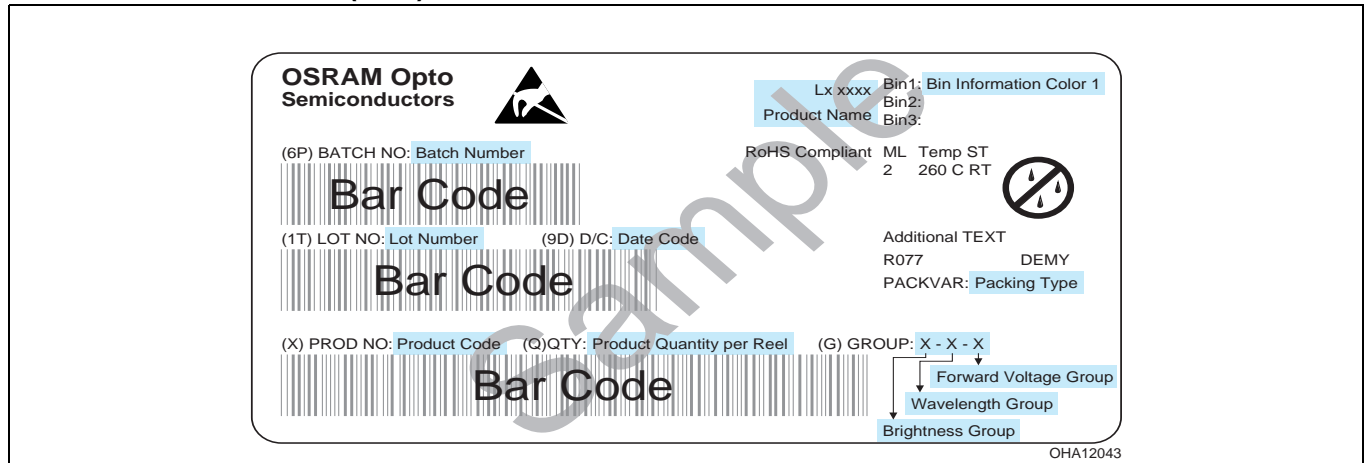 OSRAM Opto
Semiconductors
Lx xxxx
Product Name
Bin1: Bin Information Color 1
Bin2:
Bin3:
(6P) BATCH NO: Batch Number
Bar Code
RoHS Compliant
ML Temp ST
2 260 C RT
(1T) LOT NO: Lot Number (9D) D/C: Date Code
Bar Code
Additional TEXT
R077 DEMY
PACKVAR: Packing Type
(X) PROD NO: Product Code (Q)QTY: Product Quantity per Reel (G) GROUP: X - X - X
Bar Code
Forward Voltage Group
Wavelength Group
Brightness Group
Sample
OHA12043